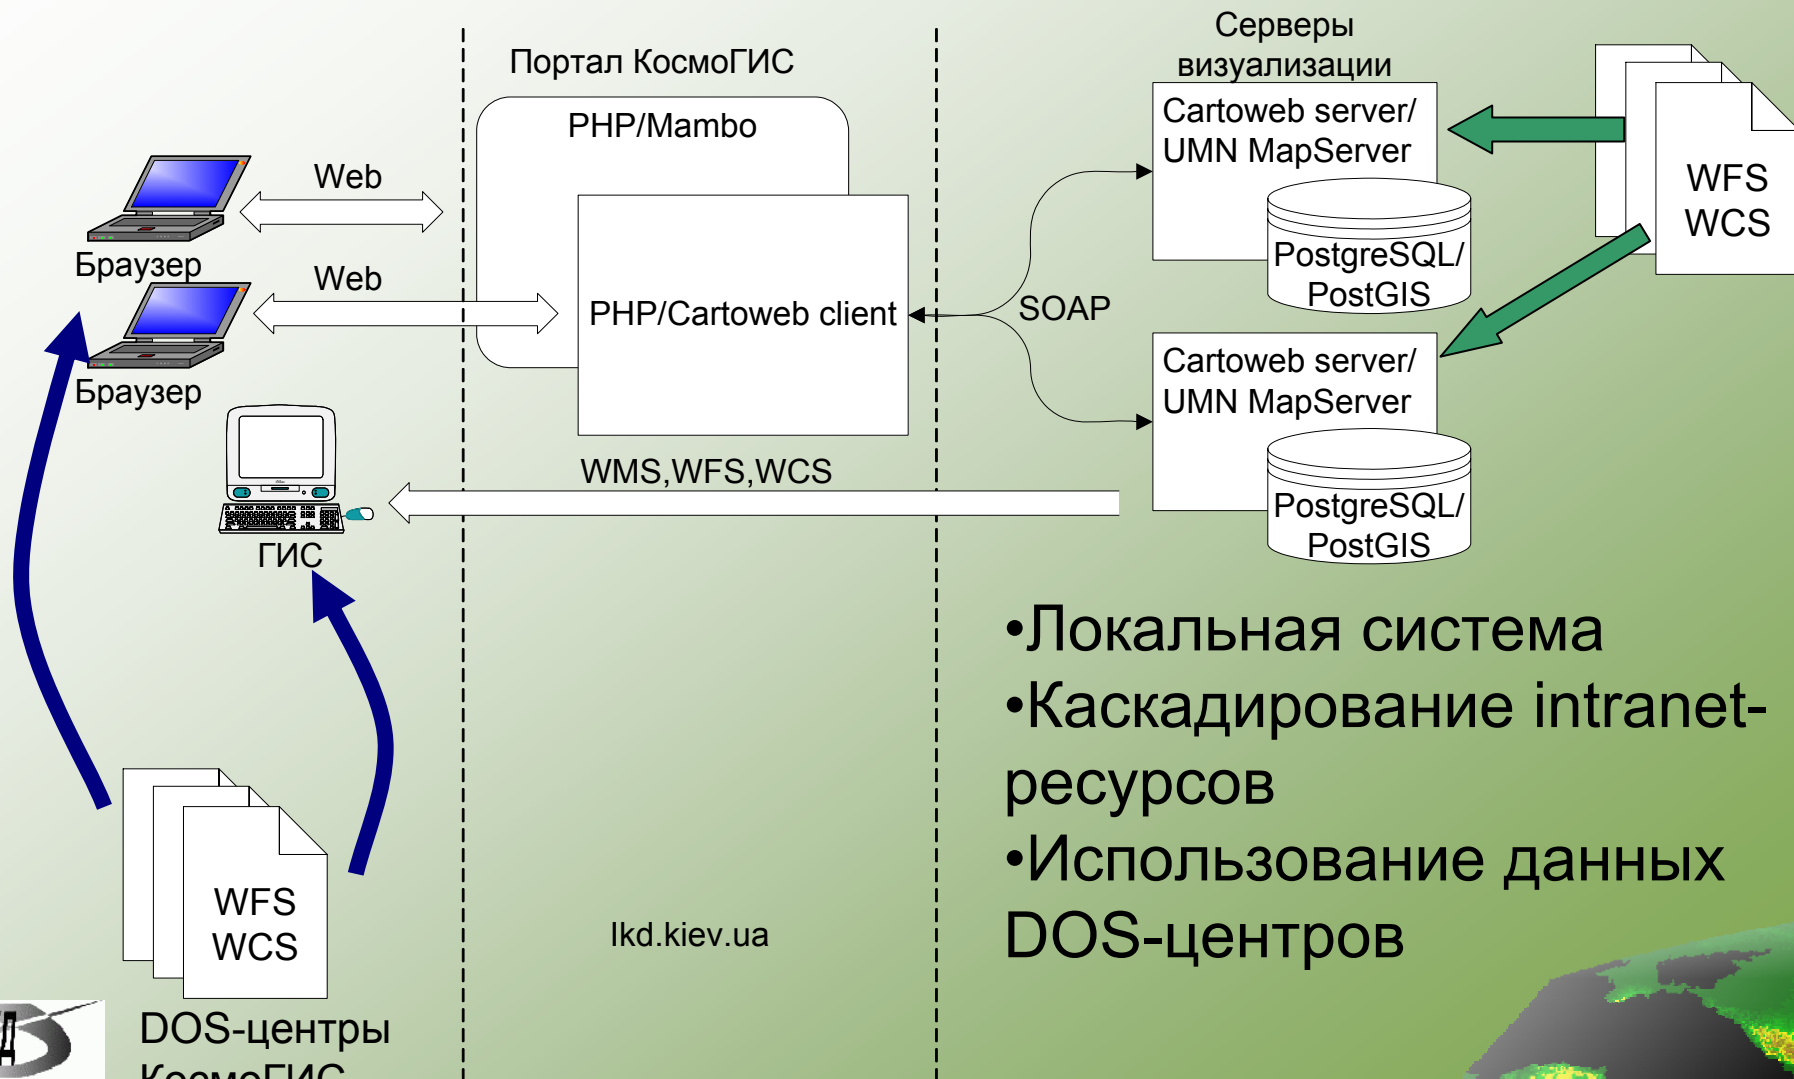 Серверы
визуализации
Портал КосмоГИС
PHP/Mambo
Cartoweb server/
UMN MapServer
WFS
WCS
Web
Браузер
PostgreSQL/
PostGIS
Web
PHP/Cartoweb client
SOAP
Браузер
Cartoweb server/
UMN MapServer
WMS,WFS,WCS
PostgreSQL/
PostGIS
ГИС
•Локальная система
•Каскадирование intranet-
ресурсов
•Использование данных
DOS-центров
WFS
WCS
lkd.kiev.ua
DOS-центры
КосмоГИС